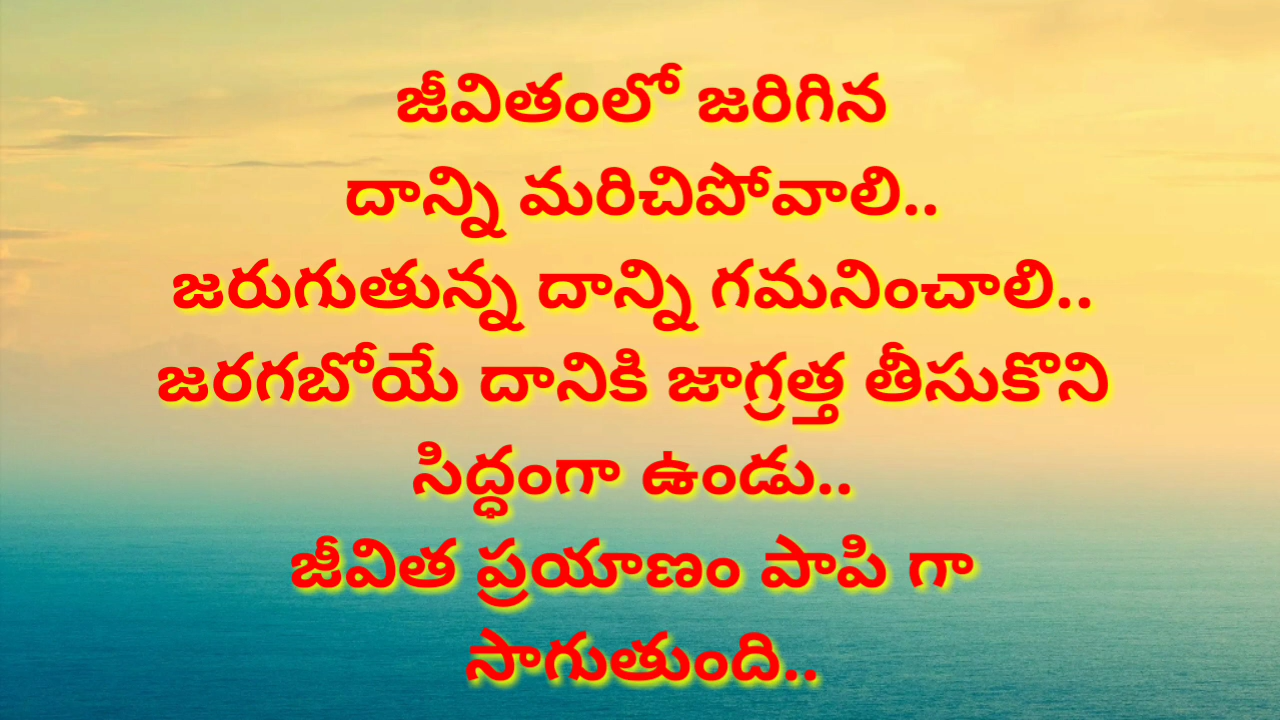 జీవితంలో జరిగిన
దాన్ని మరిచిపోవాలి..
జరుగుతున్న దాన్ని గమనించాలి..
జరగబోయే దానికి జాగ్రత్త తీసుకొని
సిద్ధంగా ఉండు..
జీవిత ప్రయాణం పాపి గా
సాగుతుంది..